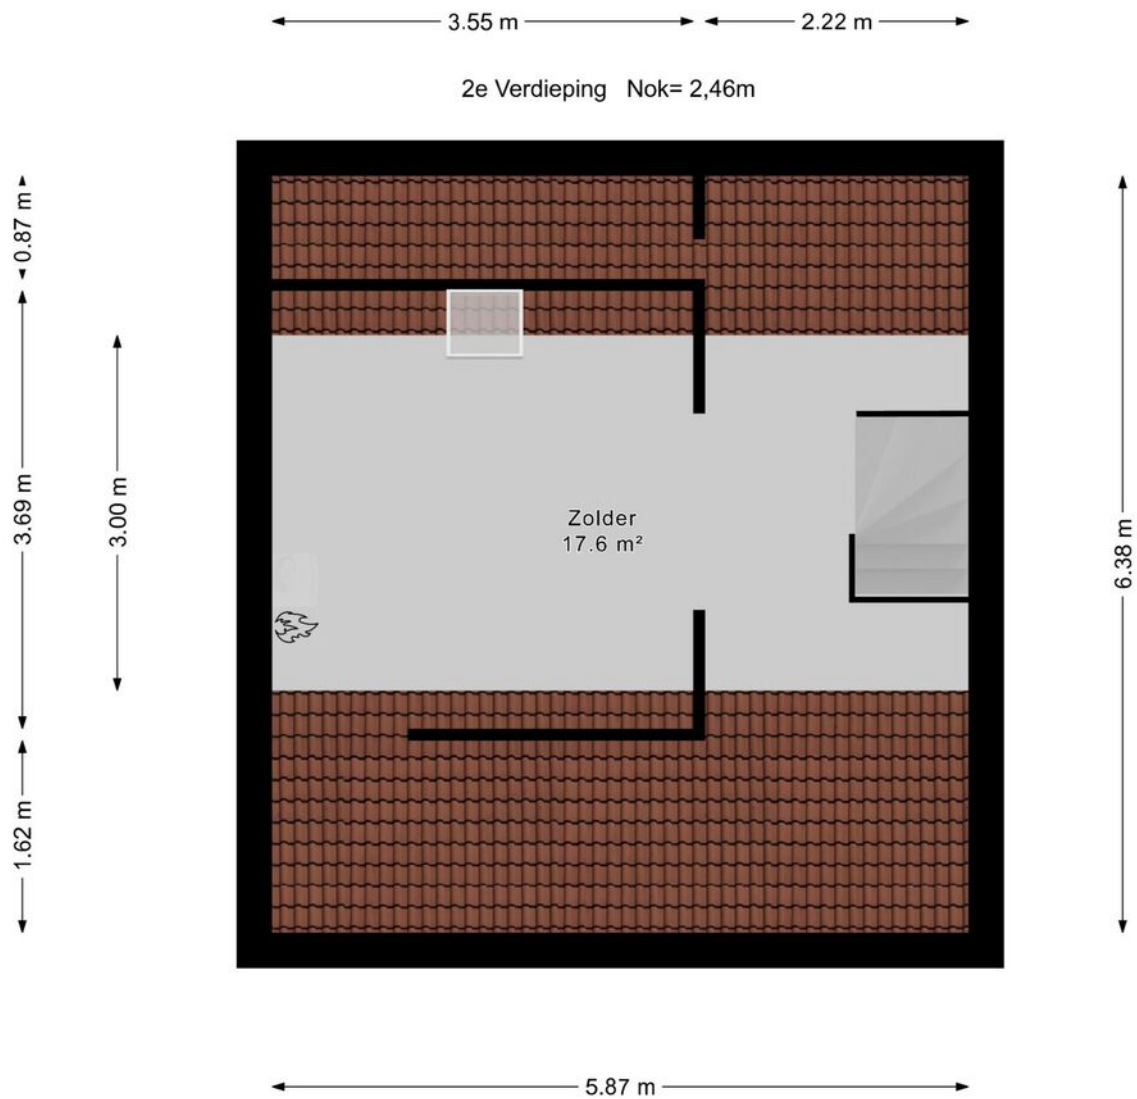 3.55 m
2.22 m
2e Verdieping Nok= 2,46m
0.87 m
3.69 m
3.00 m
Zolder
17.6 m²
6.38 m
1.62 m
5.87 m